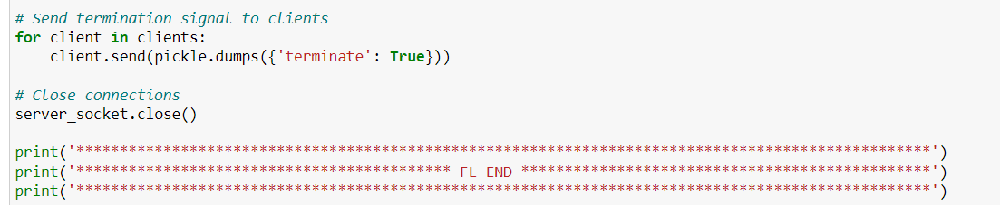 # Send termination signal to clients
for client in clients:
    client.send(pickle.dumps({'terminate': True}))
# Close connections
server_socket.close()
print('**************************************************************************************************')
print('******************************************* FL END ***********************************************')
print('**************************************************************************************************')